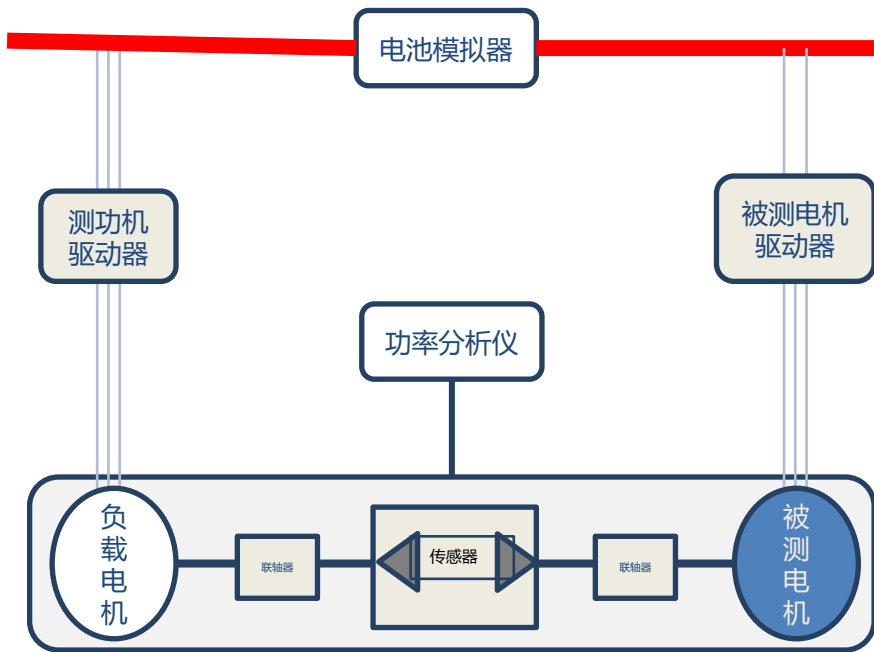 电池模拟器
测功机
驱动器
被测电机
驱动器
功率分析仪
负
载
电
机
联轴器
传感器
联轴器
被
测
电
机